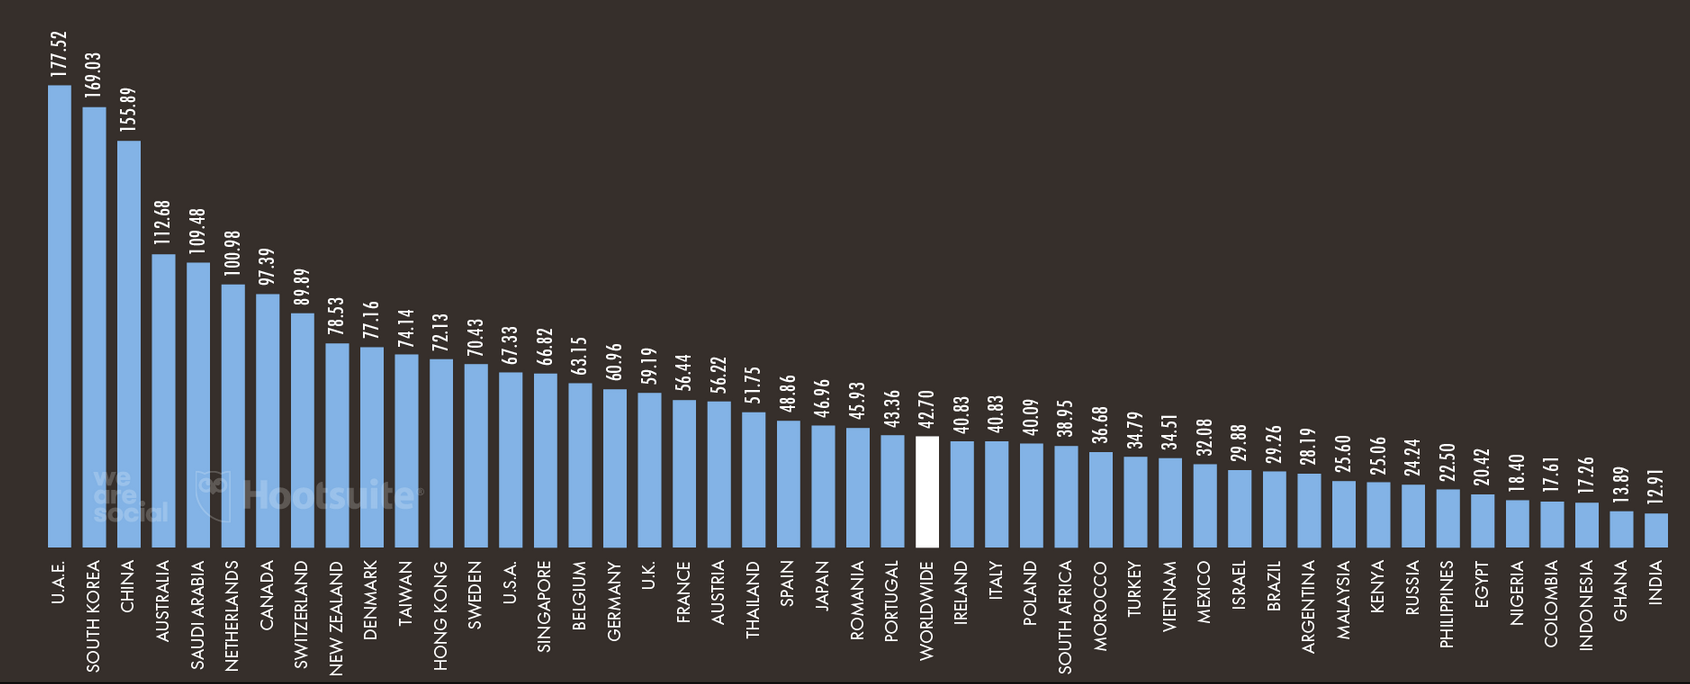 177.52
169.03
155.89
112.68
109.48
100.98
97.39
89.89
78.53
77.16
74.14
72.13
70.43
67.33
66.82
63.15
60.96
59.19
56.44
56.22
51.75
48.86
46.96
45.93
43.36
42.70
40.83
40.83
40.09
38.95
36.68
34.79
34.51
32.08
29.88
29.26
28.19
25.60
25.06
24.24
22.50
20.42
18.40
17.61
17.26
13.89
12.91
we
are.
social
Hootsuite®
U.A.E.
SOUTH KOREA
CHINA
AUSTRALIA
SAUDI ARABIA
NETHERLANDS
CANADA
SWITZERLAND
NEW ZEALAND
DENMARK
TAIWAN
HONG KONG
SWEDEN
U.S.A.
SINGAPORE
BELGIUM
GERMANY
U.K.
FRANCE
AUSTRIA
THAILAND
SPAIN
JAPAN
ROMANIA
PORTUGAL
WORLDWIDE
IRELAND
ITALY
POLAND
SOUTH AFRICA
MOROCCO
TURKEY
VIETNAM
MEXICO
ISRAEL
BRAZIL
ARGENTINA
MALAYSIA
KENYA
RUSSIA
PHILIPPINES
EGYPT
NIGERIA
COLOMBIA
INDONESIA
GHANA
INDIA